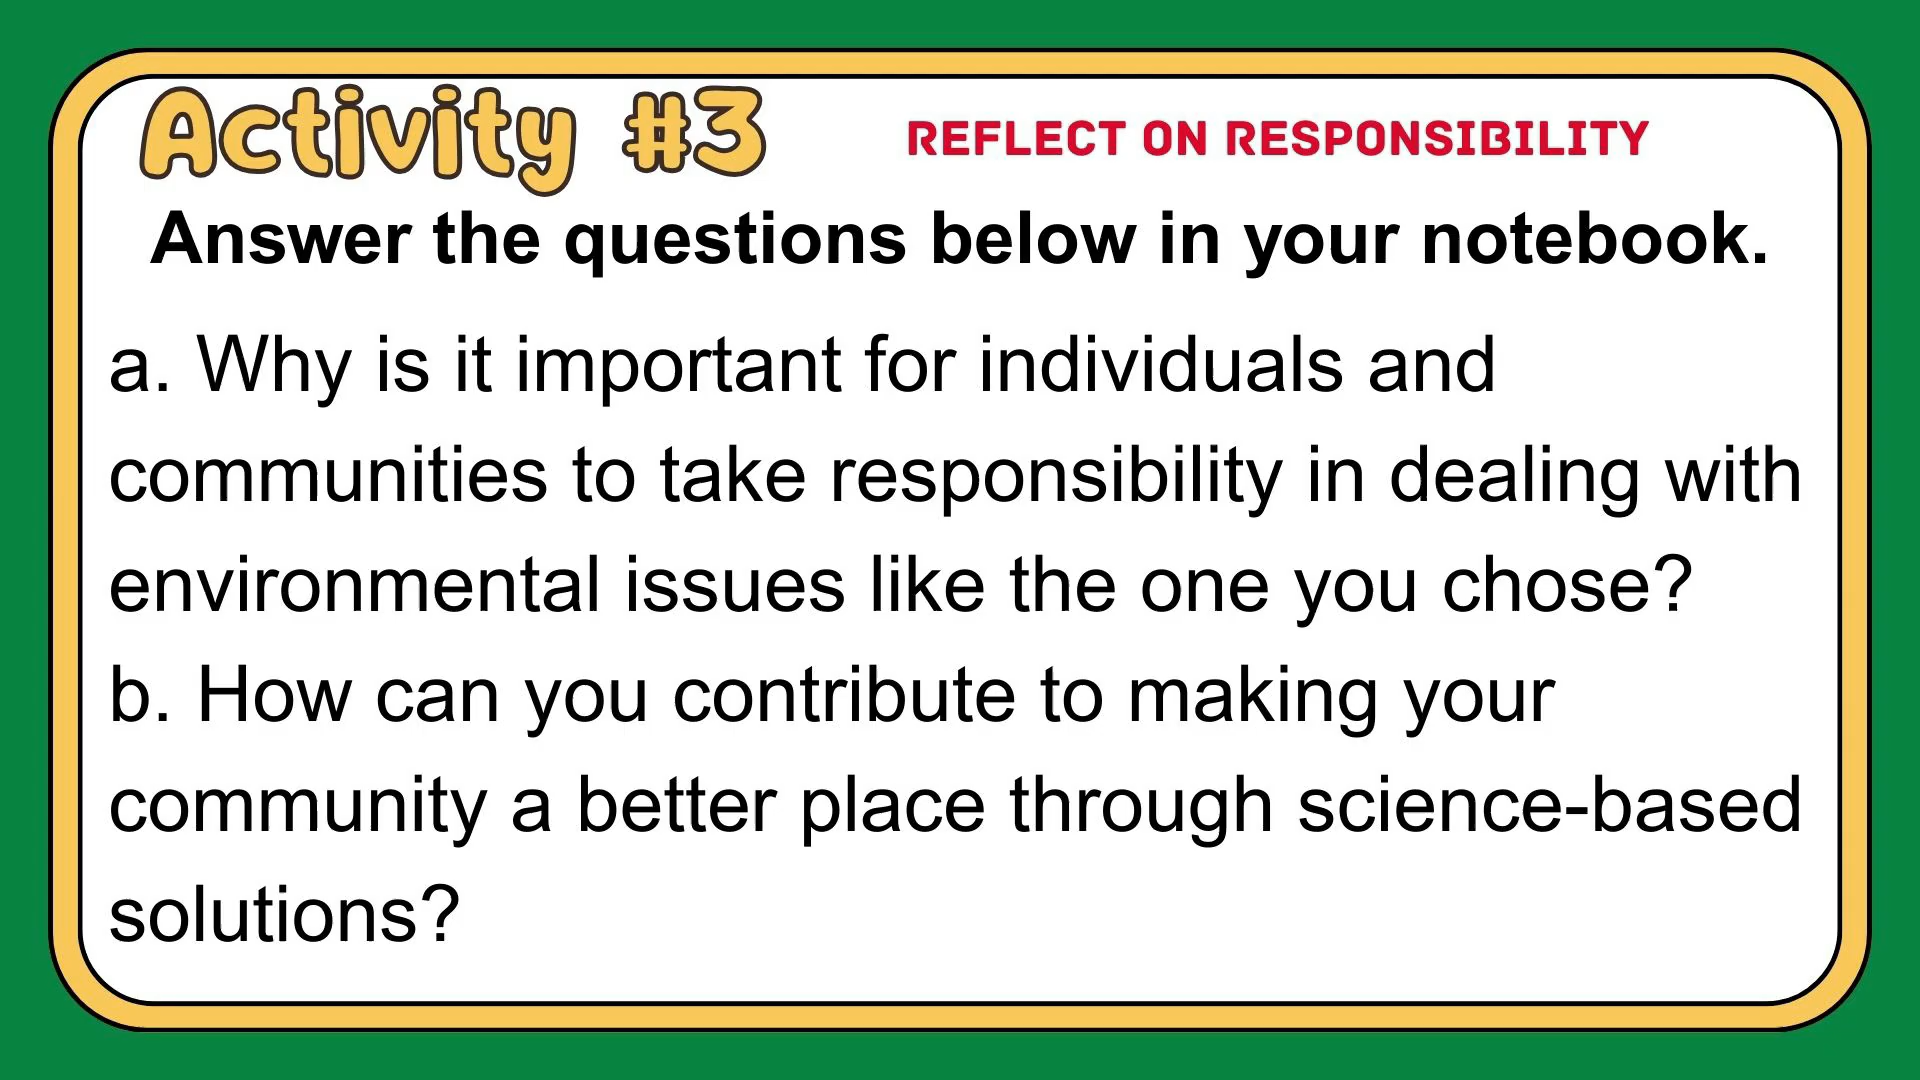 Activity #3
REFLECT ON RESPONSIBILITY
Answer the questions below in your notebook.
a. Why is it important for individuals and
communities to take responsibility in dealing with
environmental issues like the one you chose?
b. How can you contribute to making your
community a better place through science-based
solutions?